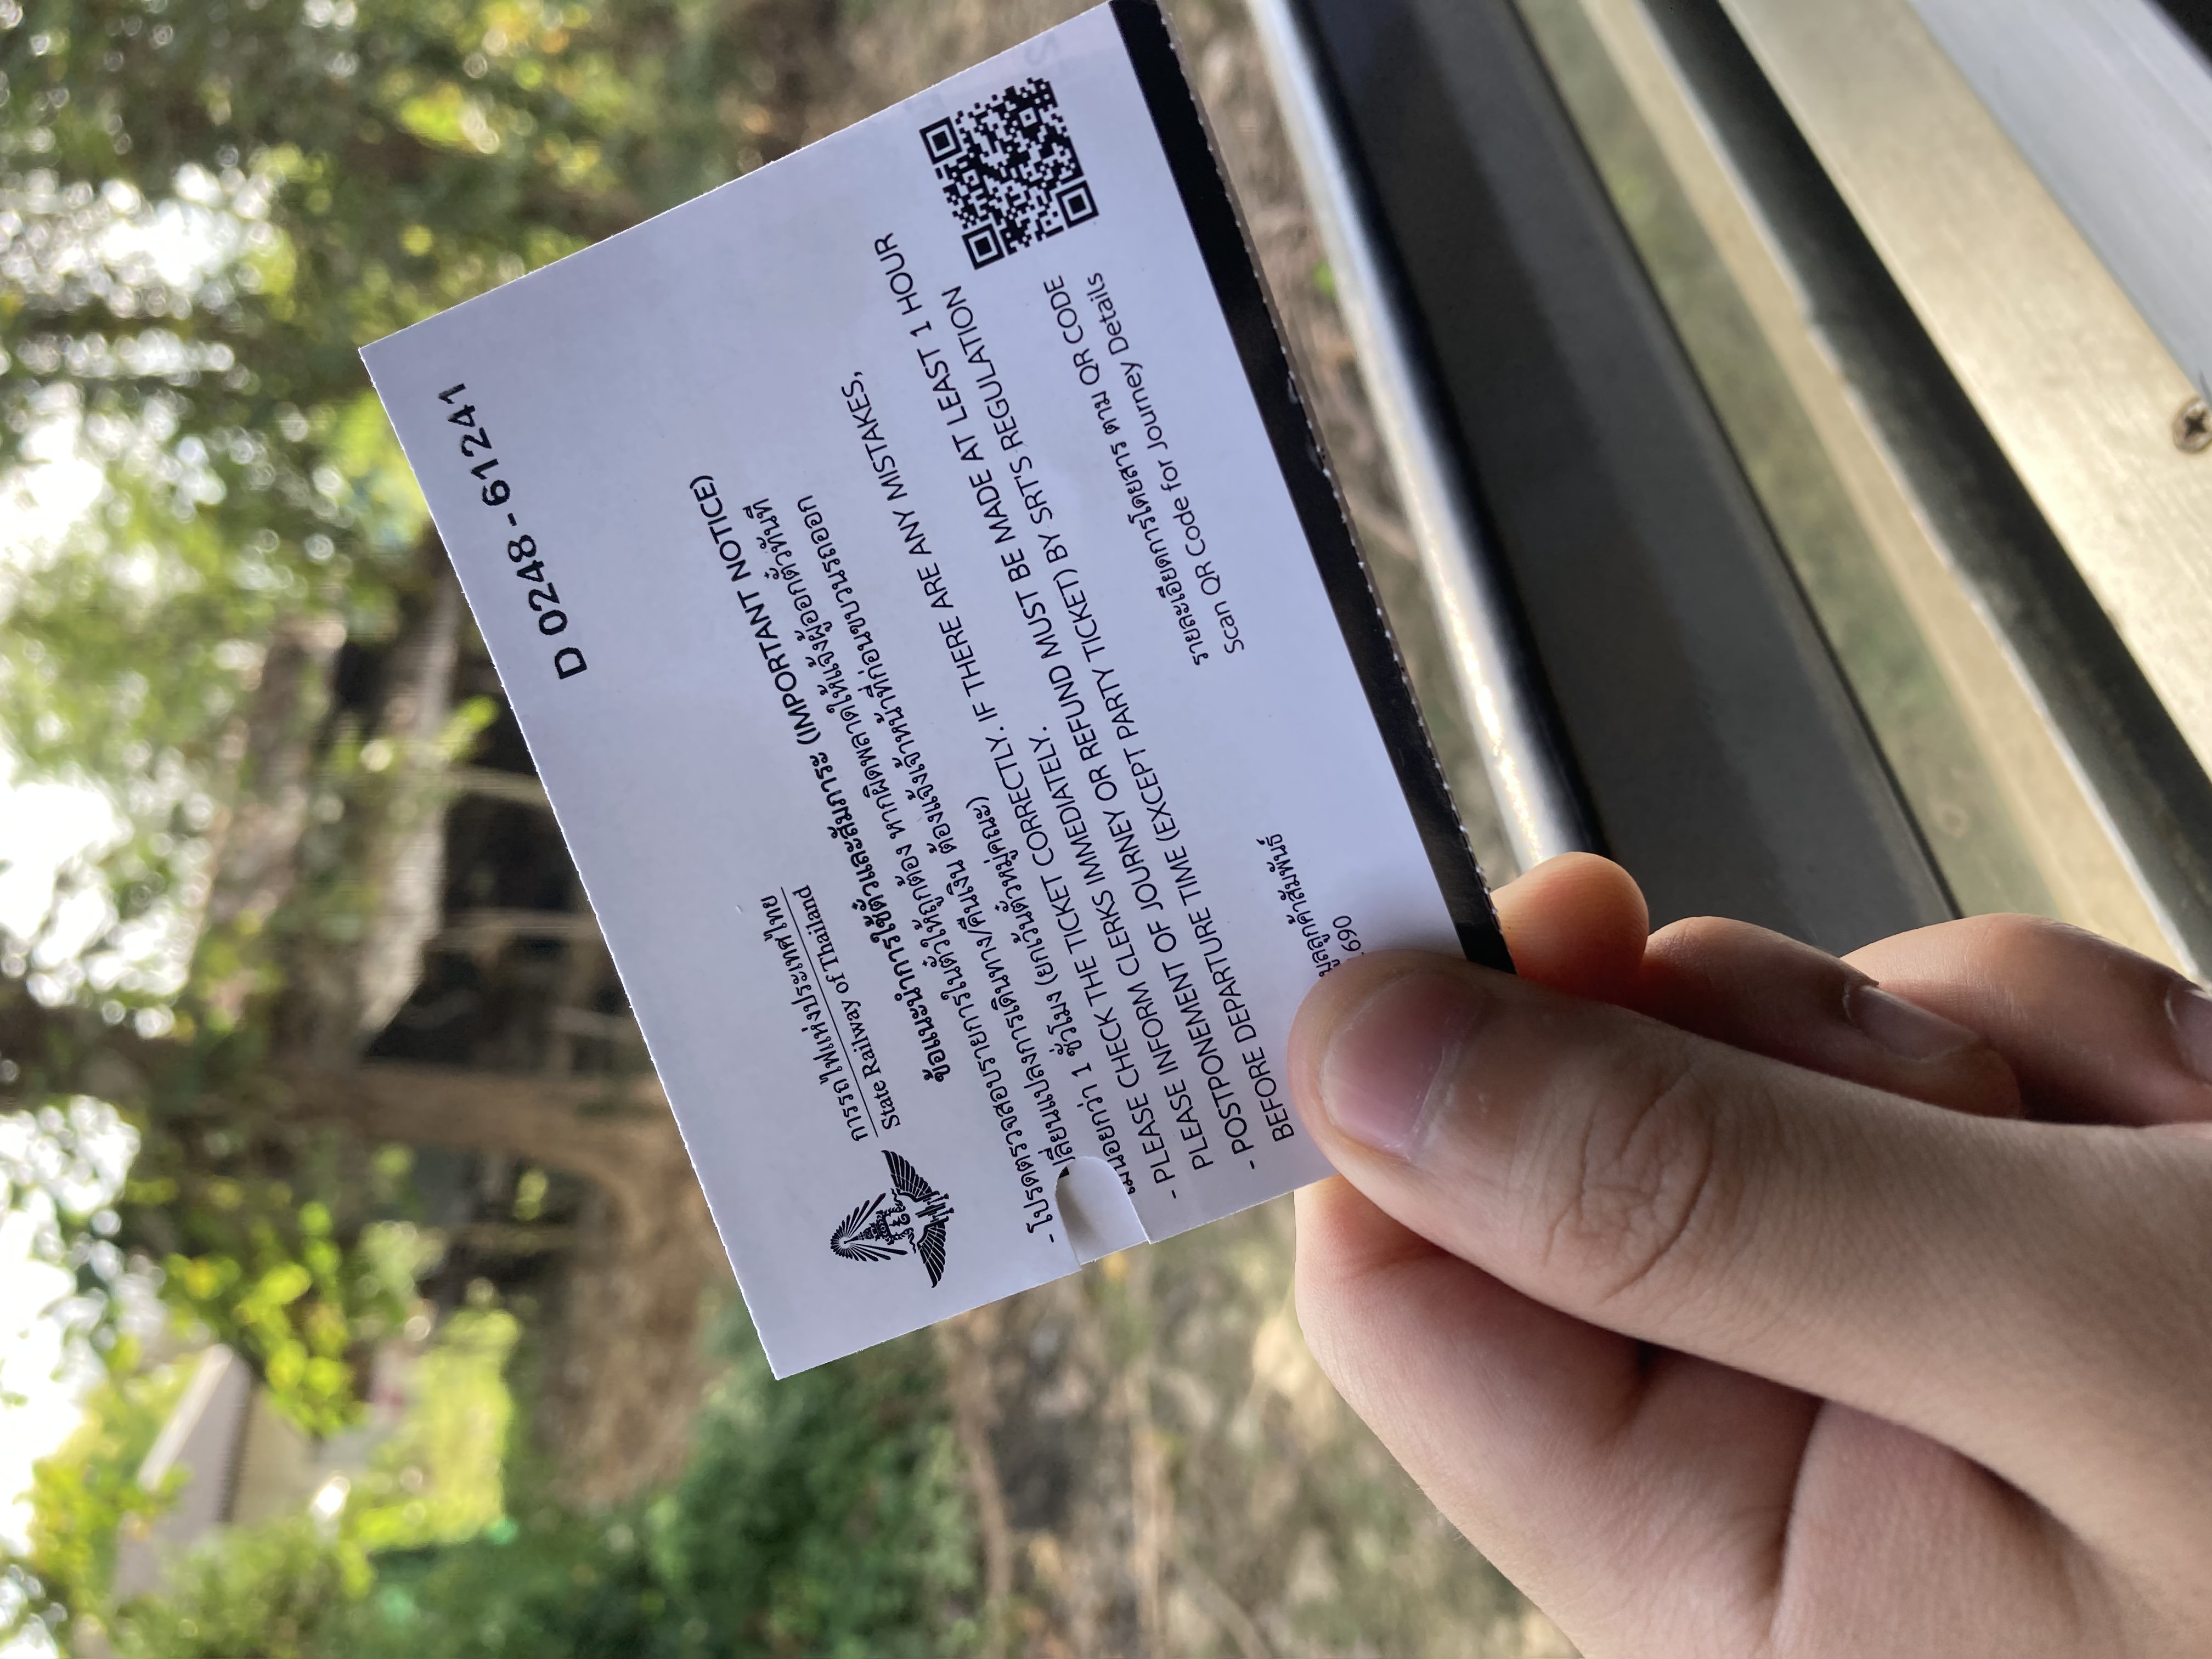 D 0248 - 61241
การรถไฟแห่งประเทศไทย
State Railway of Thailand
ข้อแนะนำการใช้ตั๋วและสัมภาระ (IMPORTANT NOTICE)
- โปรดตรวจสอบรายการในตั๋วให้ถูกต้อง หากผิดพลาดให้แจ้งผู้ออกตั๋วทันที
ปลี่ยนแปลงการเดินทาง/คืนเงิน ต้องแจ้งเจ้าหน้าที่ก่อนขบวนรถออก
ไม่น้อยกว่า 1 ชั่วโมง (ยกเว้นตั๋วหมู่คณะ)
- PLEASE CHECK THE TICKET CORRECTLY. IF THERE ARE ANY MISTAKES,
PLEASE INFORM CLERKS IMMEDIATELY.
- POSTPONEMENT OF JOURNEY OR REFUND MUST BE MADE AT LEAST 1 HOUR
BEFORE DEPARTURE TIME (EXCEPT PARTY TICKET) BY SRT'S REGULATION
มูลลูกค้าสัมพันธ์
1690
รายละเอียดการโดยสาร ตาม QR CODE
Scan QR Code for Journey Details